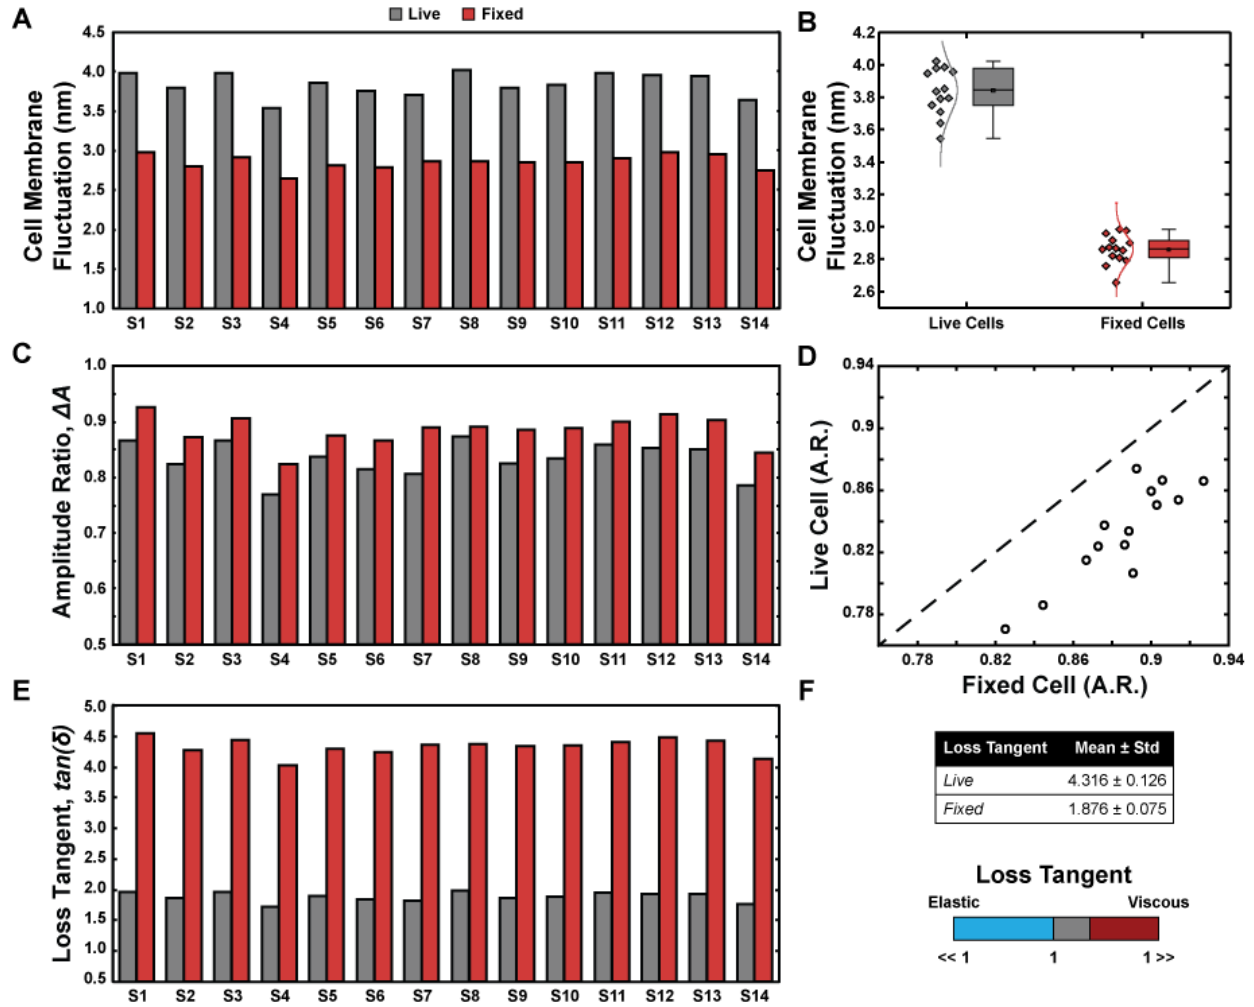 A
Live
Fixed
Cell Membrane
Fluctuation (nm)
4.5
4.0
3.5
3.0
2.5
2.0
1.5
1.0
S1 S2 S3 S4 S5 S6 S7 S8 S9 S10 S11 S12 S13 S14
B
Cell Membrane
Fluctuation (nm)
4.2
4.0
3.8
3.6
3.4
3.2
3.0
2.8
2.6
Live Cells Fixed Cells
C
Amplitude Ratio, ΔA
1.0
0.9
0.8
0.7
0.6
0.5
S1 S2 S3 S4 S5 S6 S7 S8 S9 S10 S11 S12 S13 S14
D
Live Cell (A.R.)
0.94
0.9
0.86
0.82
0.78
0.78 0.82 0.86 0.9 0.94
Fixed Cell (A.R.)
E
Loss Tangent, tan(δ)
5.0
4.5
4.0
3.5
3.0
2.5
2.0
1.5
1.0
0.5
S1 S2 S3 S4 S5 S6 S7 S8 S9 S10 S11 S12 S13 S14
F
Loss Tangent Mean ± Std
Live 4.316 ± 0.126
Fixed 1.876 ± 0.075
Loss Tangent
Elastic Viscous
<< 1 1 1 >>